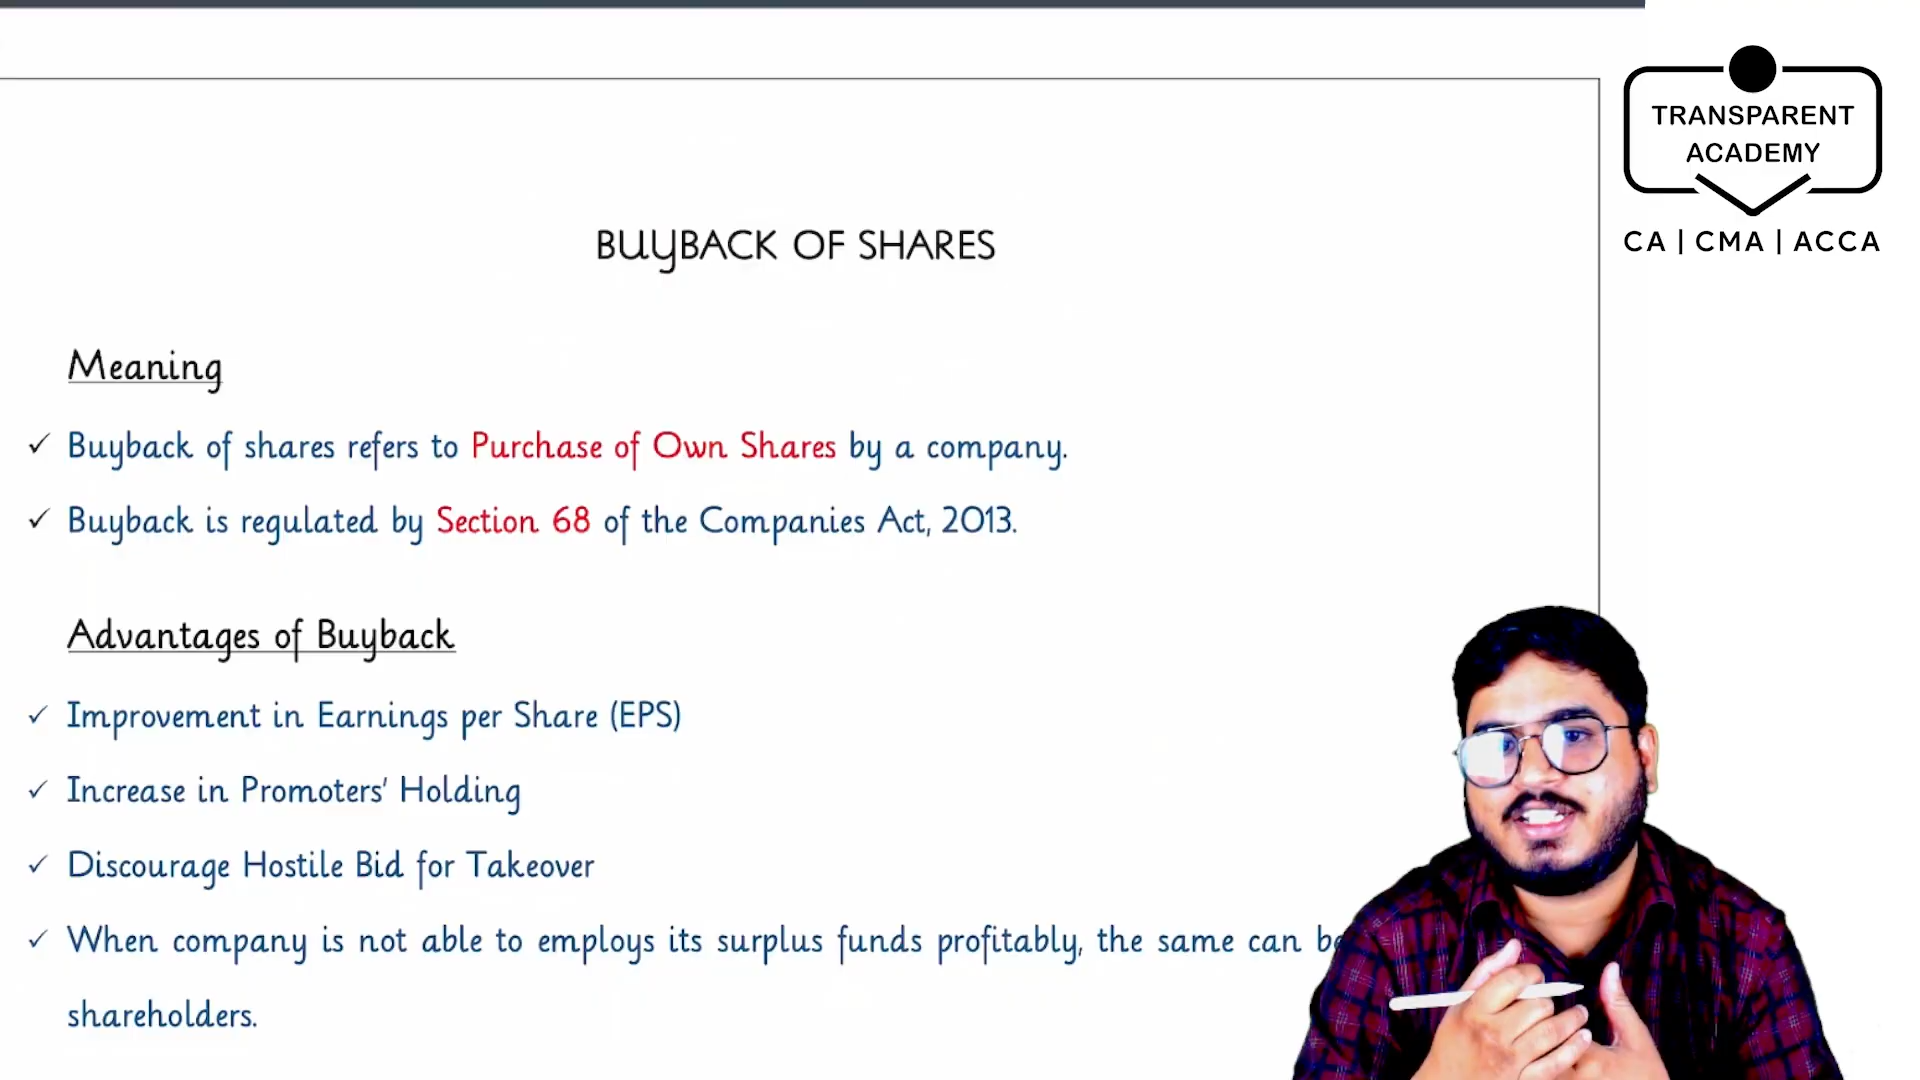 TRANSPARENT
ACADEMY
CA | CMA | ACCA
BUYBACK OF SHARES
Meaning
✓ Buyback of shares refers to Purchase of Own Shares by a company.
✓ Buyback is regulated by Section 68 of the Companies Act, 2013.
Advantages of Buyback
✓ Improvement in Earnings per Share (EPS)
✓ Increase in Promoters' Holding
✓ Discourage Hostile Bid for Takeover
✓ When company is not able to employs its surplus funds profitably, the same can
shareholders.